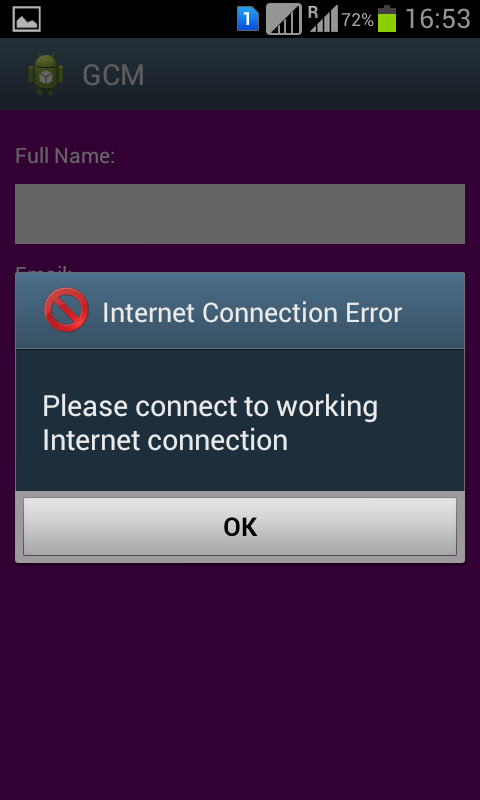 1 R 72% 16:53
GCM
Full Name:
Email:
Internet Connection Error
Please connect to working
Internet connection
OK